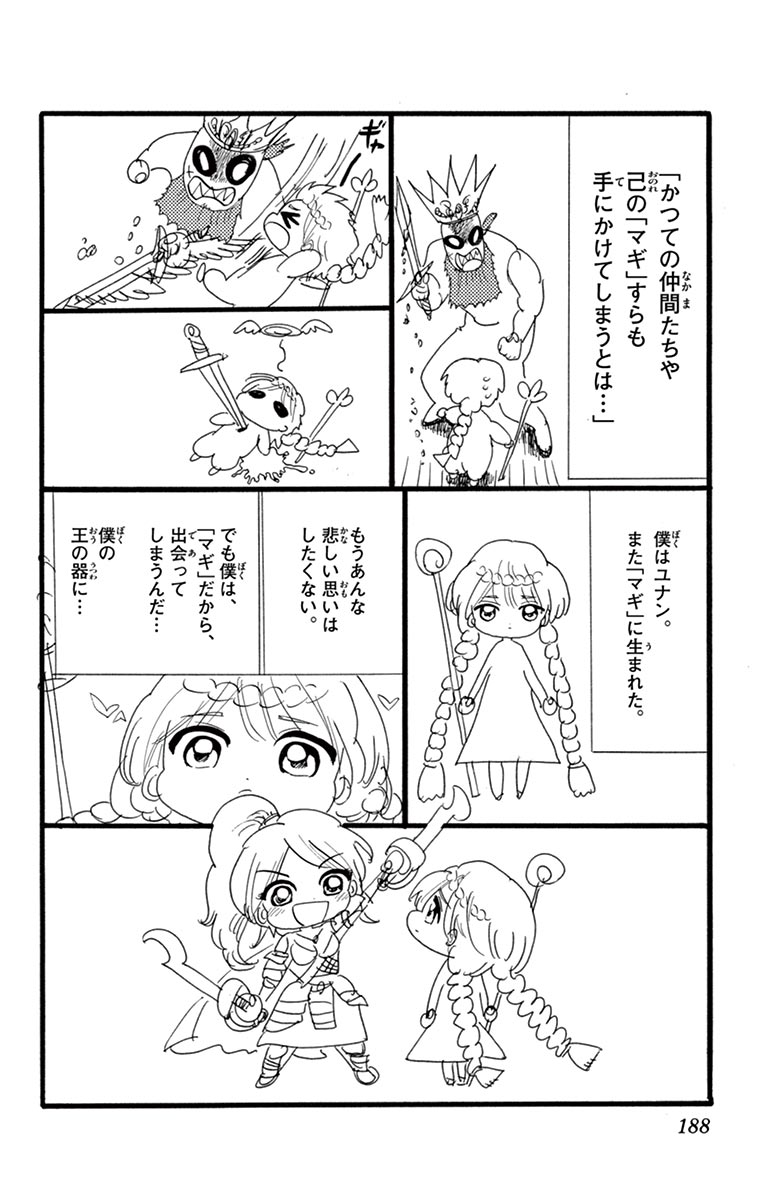 「かつての仲間たちや
己の「マギ」すらも
手にかけてしまうとは…」
ギャー
僕はユナン。
また「マギ」に生まれた。
もうあんな
悲しい思いは
したくない。
でも僕は、
「マギ」だから、
出会って
しまうんだ…
僕の
王の器に…
188